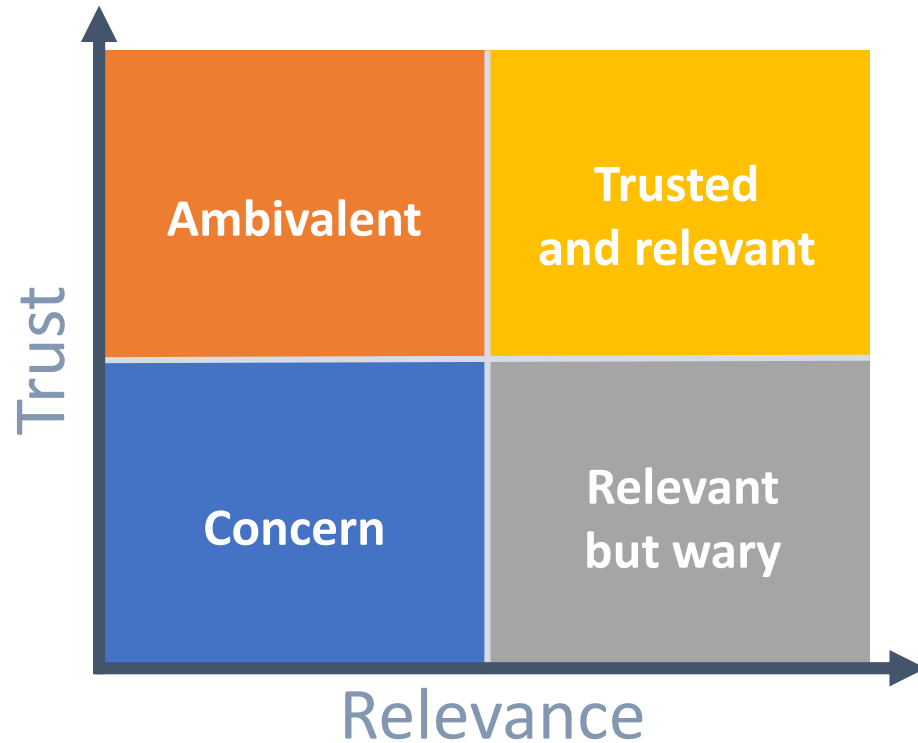 Trust
Ambivalent
Trusted
and relevant
Concern
Relevant
but wary
Relevance